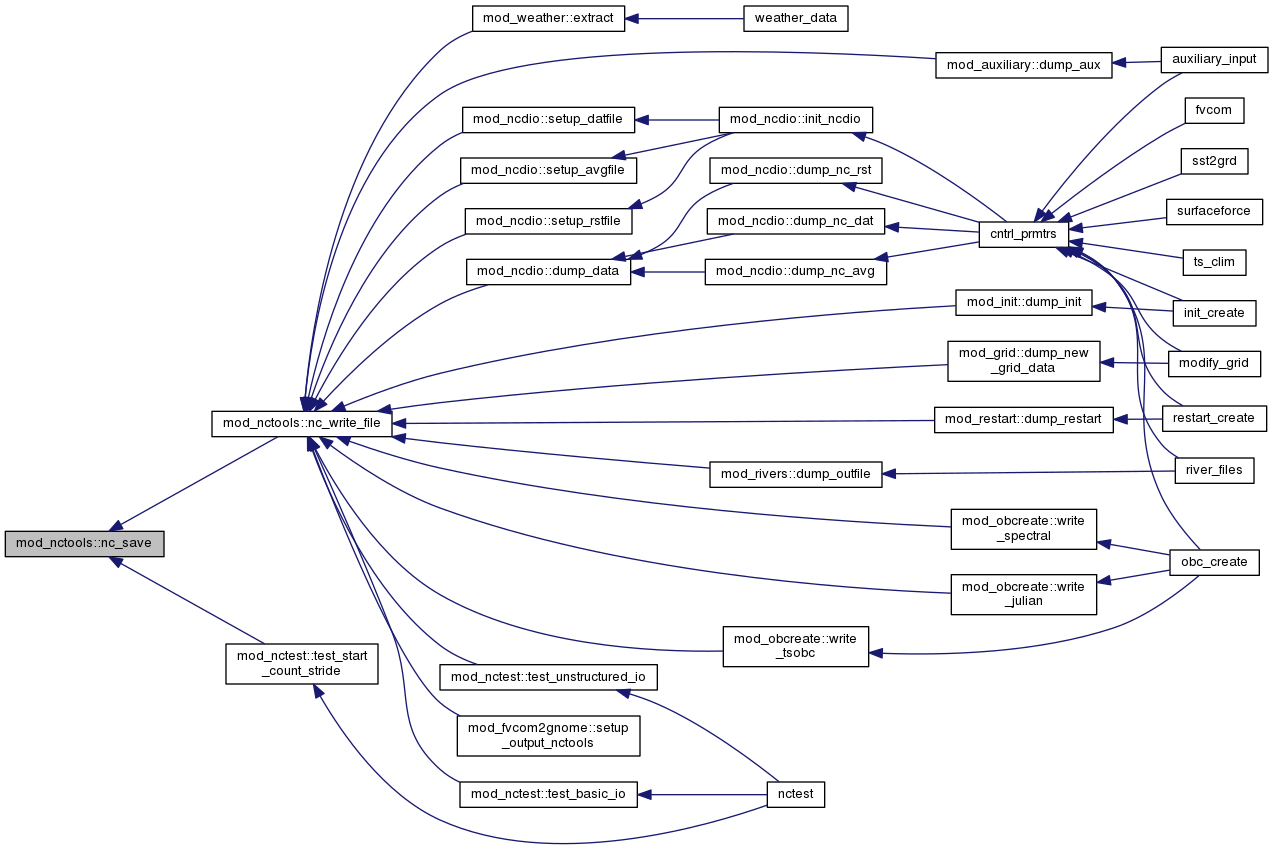 mod_weather::extract
weather_data
mod_auxiliary::dump_aux
auxiliary_input
mod_ncdio::setup_datfile
mod_ncdio::init_ncdio
fvcom
mod_ncdio::setup_avgfile
mod_ncdio::dump_nc_rst
sst2grd
mod_ncdio::setup_rstfile
mod_ncdio::dump_nc_dat
cntrl_prmtrs
surfaceforce
mod_ncdio::dump_data
mod_ncdio::dump_nc_avg
ts_clim
mod_init::dump_init
init_create
mod_grid::dump_new
_grid_data
modify_grid
mod_nctools::nc_write_file
mod_restart::dump_restart
restart_create
mod_rivers::dump_outfile
river_files
mod_nctools::nc_save
mod_obcreate::write
_spectral
obc_create
mod_obcreate::write
_julian
mod_obcreate::write
_tsobc
mod_nctest::test_start
_count_stride
mod_nctest::test_unstructured_io
mod_fvcom2gnome::setup
_output_nctools
mod_nctest::test_basic_io
nctest